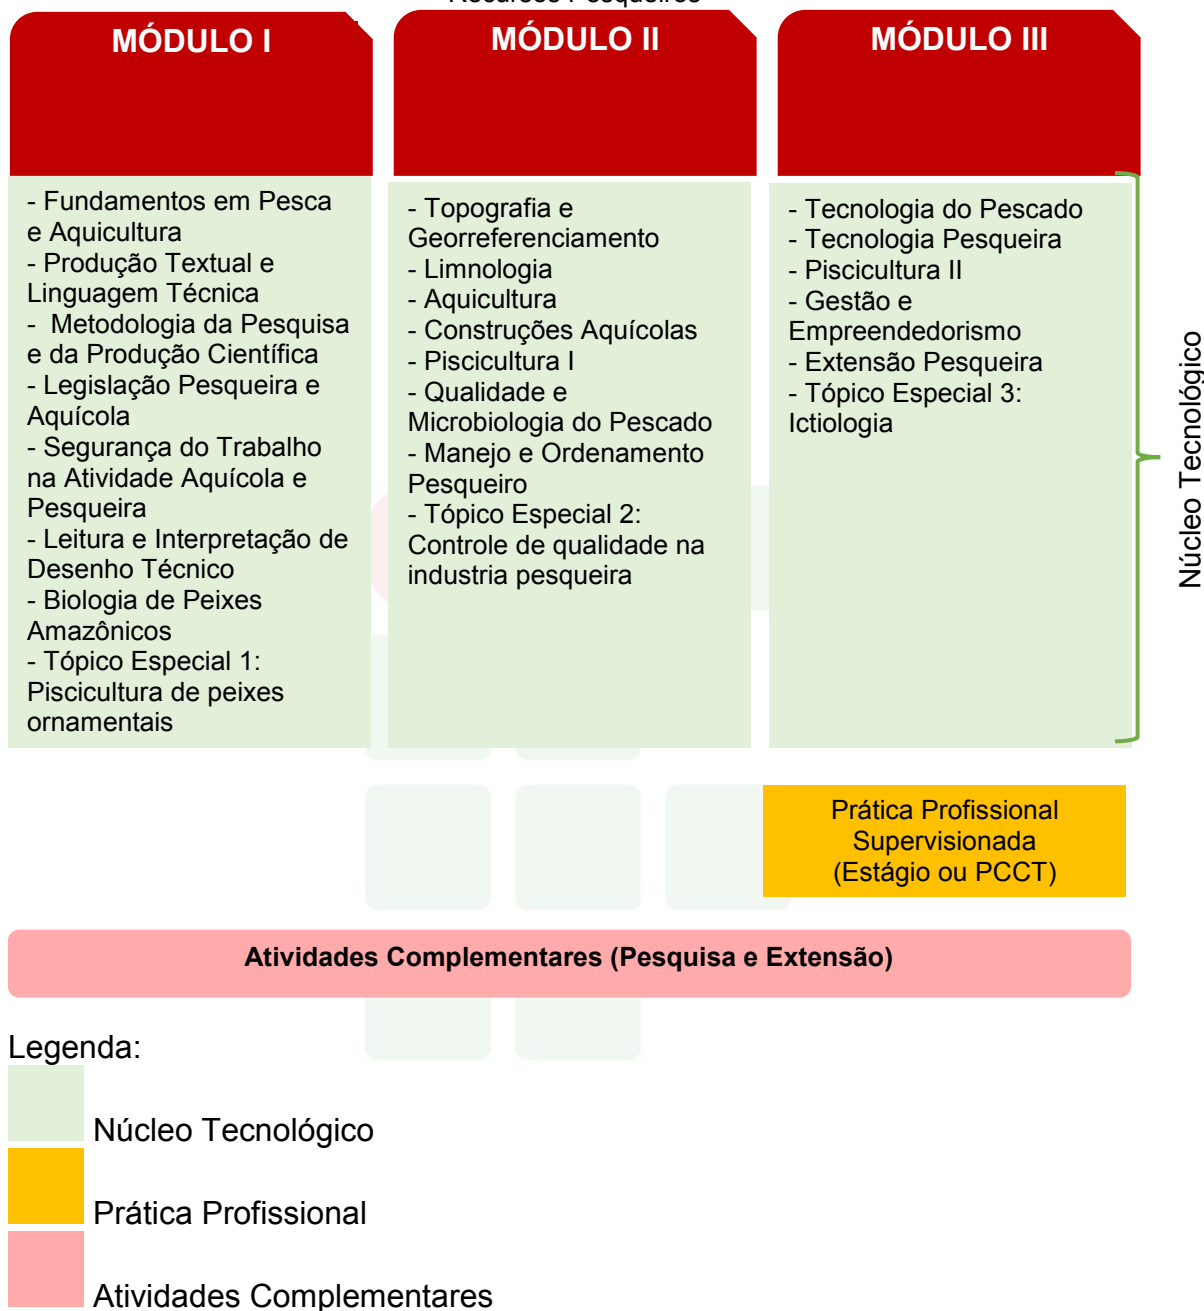 Recursos Pesqueiros
MÓDULO I
- Fundamentos em Pesca
e Aquicultura
- Produção Textual e
Linguagem Técnica
- Metodologia da Pesquisa
e da Produção Científica
- Legislação Pesqueira e
Aquícola
- Segurança do Trabalho
na Atividade Aquícola e
Pesqueira
- Leitura e Interpretação de
Desenho Técnico
- Biologia de Peixes
Amazônicos
- Tópico Especial 1:
Piscicultura de peixes
ornamentais
MÓDULO II
- Topografia e
Georreferenciamento
- Limnologia
- Aquicultura
- Construções Aquícolas
- Piscicultura I
- Qualidade e
Microbiologia do Pescado
- Manejo e Ordenamento
Pesqueiro
- Tópico Especial 2:
Controle de qualidade na
industria pesqueira
MÓDULO III
- Tecnologia do Pescado
- Tecnologia Pesqueira
- Piscicultura II
- Gestão e
Empreendedorismo
- Extensão Pesqueira
- Tópico Especial 3:
Ictiologia
Núcleo Tecnológico
Prática Profissional
Supervisionada
(Estágio ou PCCT)
Atividades Complementares (Pesquisa e Extensão)
Legenda:
Núcleo Tecnológico
Prática Profissional
Atividades Complementares